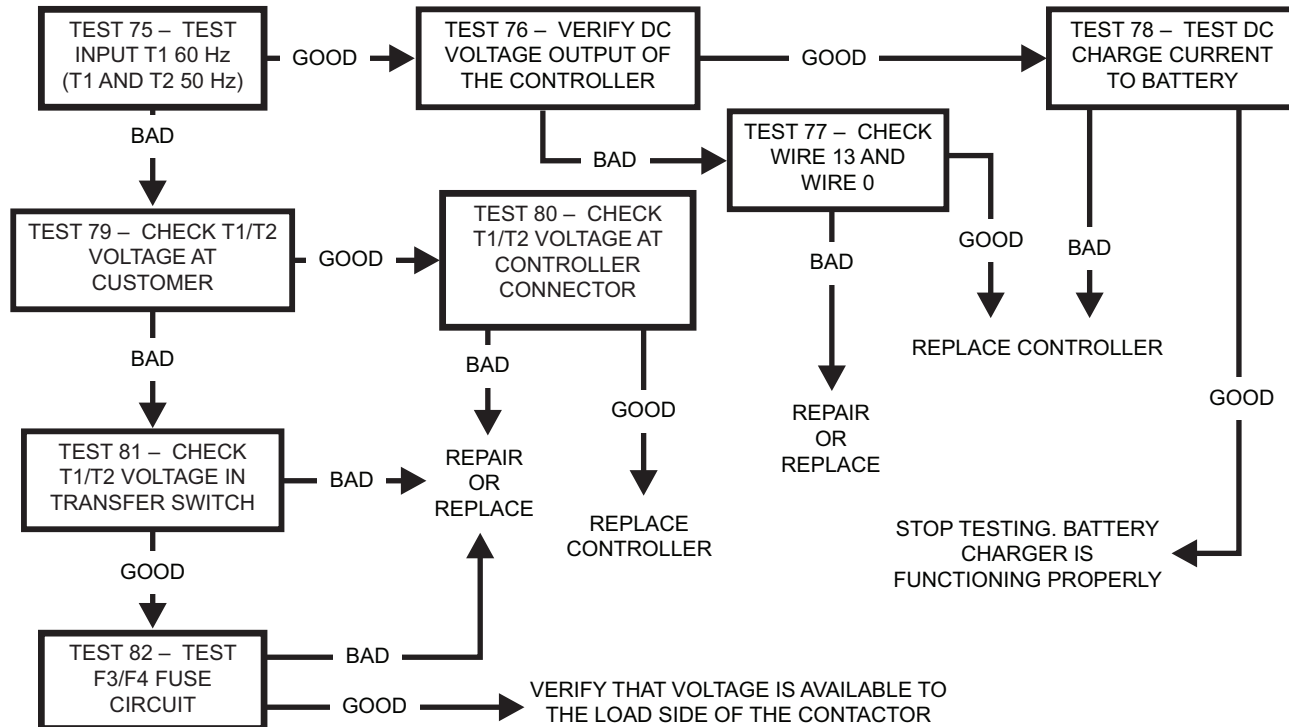 TEST 75 – TEST
INPUT T1 60 Hz
(T1 AND T2 50 Hz)
GOOD
TEST 76 – VERIFY DC
VOLTAGE OUTPUT OF
THE CONTROLLER
GOOD
TEST 78 – TEST DC
CHARGE CURRENT
TO BATTERY
BAD
BAD
TEST 77 – CHECK
WIRE 13 AND
WIRE 0
TEST 79 – CHECK T1/T2
VOLTAGE AT
CUSTOMER
GOOD
TEST 80 – CHECK
T1/T2 VOLTAGE AT
CONTROLLER
CONNECTOR
BAD
GOOD
BAD
REPLACE CONTROLLER
BAD
BAD
GOOD
GOOD
REPAIR
OR
REPLACE
TEST 81 – CHECK
T1/T2 VOLTAGE IN
TRANSFER SWITCH
BAD
REPAIR
OR
REPLACE
REPLACE
CONTROLLER
STOP TESTING. BATTERY
CHARGER IS
FUNCTIONING PROPERLY
GOOD
TEST 82 – TEST
F3/F4 FUSE
CIRCUIT
BAD
GOOD
VERIFY THAT VOLTAGE IS AVAILABLE TO
THE LOAD SIDE OF THE CONTACTOR